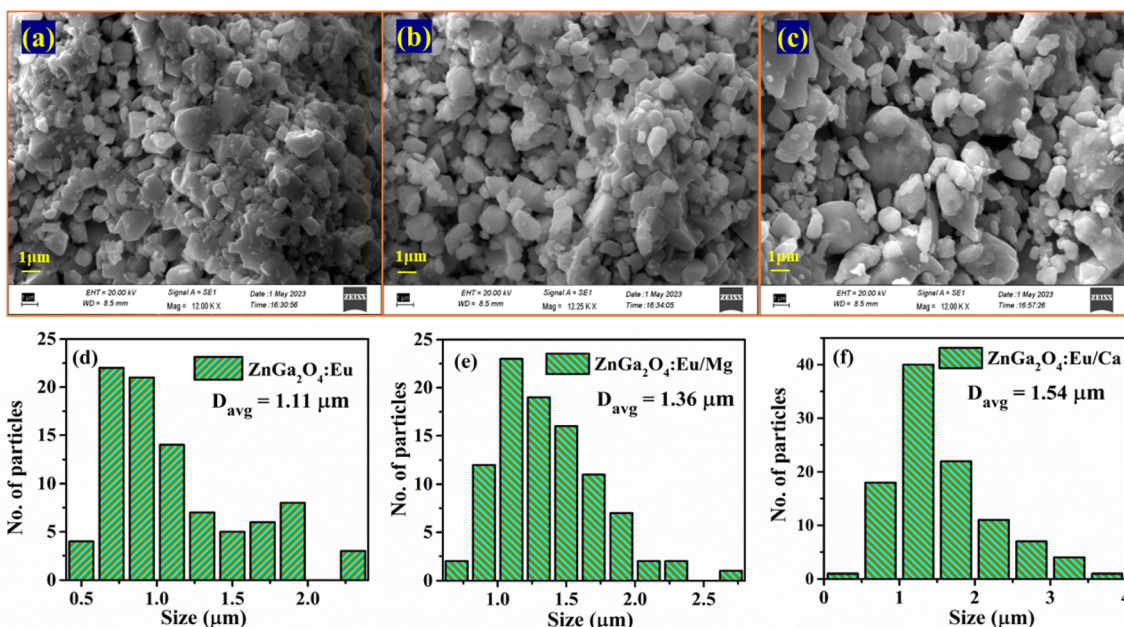 (a)
1μm
EHT = 20.00 kV Signal A = SE1 Date :1 May 2023
WD = 8.5 mm Mag = 12.00 K X Time :16:30:56
ZEISS
(b)
1μm
EHT = 20.00 kV Signal A = SE1 Date :1 May 2023
WD = 8.5 mm Mag = 12.25 K X Time :16:34:05
ZEISS
(c)
1μm
EHT = 20.00 kV Signal A = SE1 Date :1 May 2023
WD = 8.5 mm Mag = 12.00 K X Time :16:57:26
ZEISS
(d)
ZnGa₂O₄:Eu
D_avg = 1.11 μm
No. of particles
25
20
15
10
5
0
0.5 1.0 1.5 2.0
Size (μm)
(e)
ZnGa₂O₄:Eu/Mg
D_avg = 1.36 μm
No. of particles
25
20
15
10
5
0
1.0 1.5 2.0 2.5
Size (μm)
(f)
ZnGa₂O₄:Eu/Ca
D_avg = 1.54 μm
No. of particles
40
30
20
10
0
0 1 2 3 4
Size (μm)